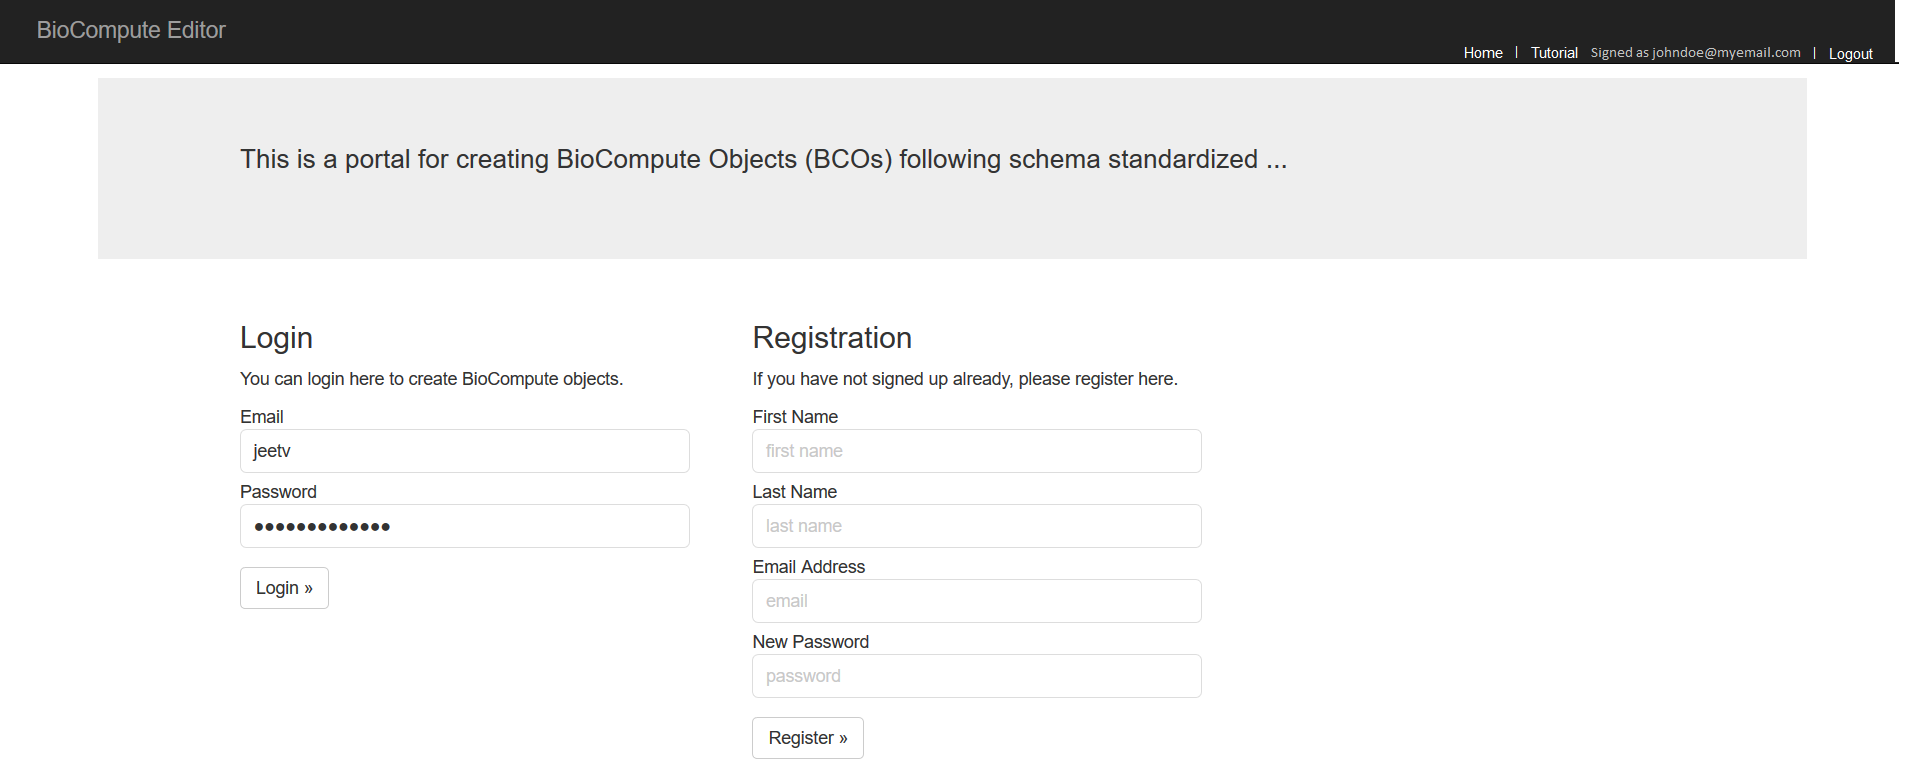 BioCompute Editor
Home | Tutorial Signed as johndoe@myemail.com | Logout
This is a portal for creating BioCompute Objects (BCOs) following schema standardized ...
Login
You can login here to create BioCompute objects.
Email
jeetv
Password
●●●●●●●●●●●●●
Login »
Registration
If you have not signed up already, please register here.
First Name
first name
Last Name
last name
Email Address
email
New Password
password
Register »